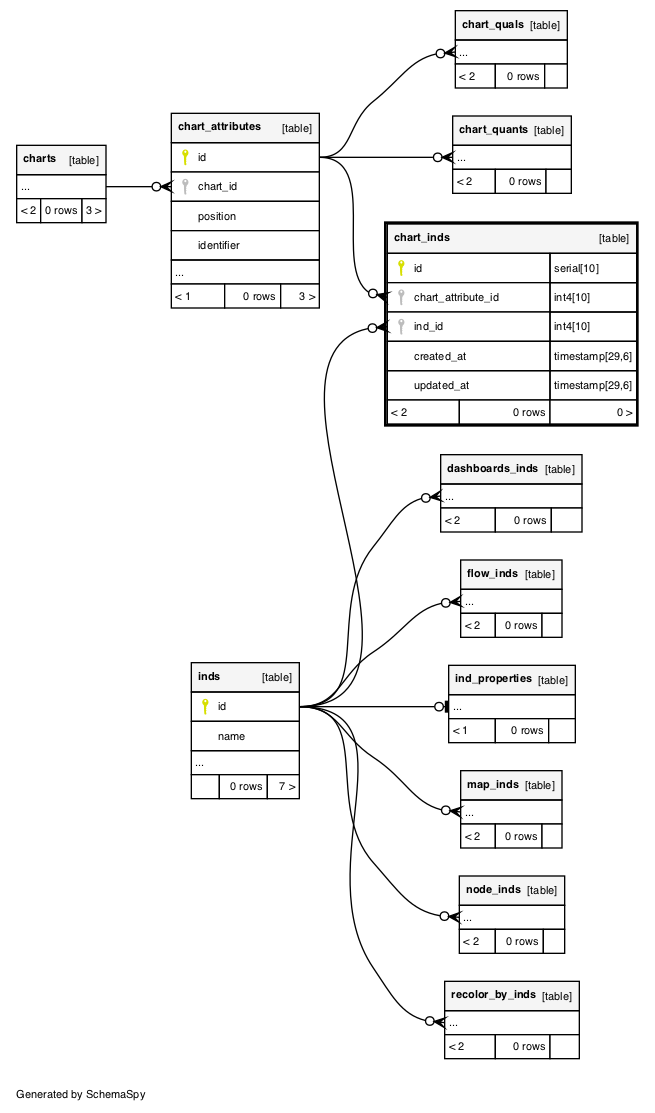 chart_quals [table]
...
< 2 0 rows
chart_attributes [table]
id
chart_id
position
identifier
...
< 1 0 rows 3 >
chart_quants [table]
...
< 2 0 rows
charts [table]
...
< 2 0 rows 3 >
chart_inds [table]
id serial[10]
chart_attribute_id int4[10]
ind_id int4[10]
created_at timestamp[29,6]
updated_at timestamp[29,6]
< 2 0 rows 0 >
dashboards_inds [table]
...
< 2 0 rows
flow_inds [table]
...
< 2 0 rows
inds [table]
id
name
...
0 rows 7 >
ind_properties [table]
...
< 1 0 rows
map_inds [table]
...
< 2 0 rows
node_inds [table]
...
< 2 0 rows
recolor_by_inds [table]
...
< 2 0 rows
Generated by SchemaSpy